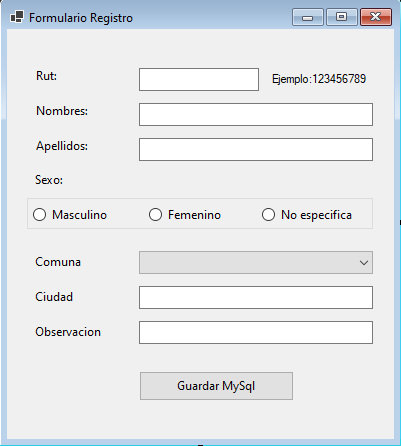 Formulario Registro
Rut: Ejemplo:123456789
Nombres:
Apellidos:
Sexo:
Masculino Femenino No especifica
Comuna
Ciudad
Observacion
Guardar MySql